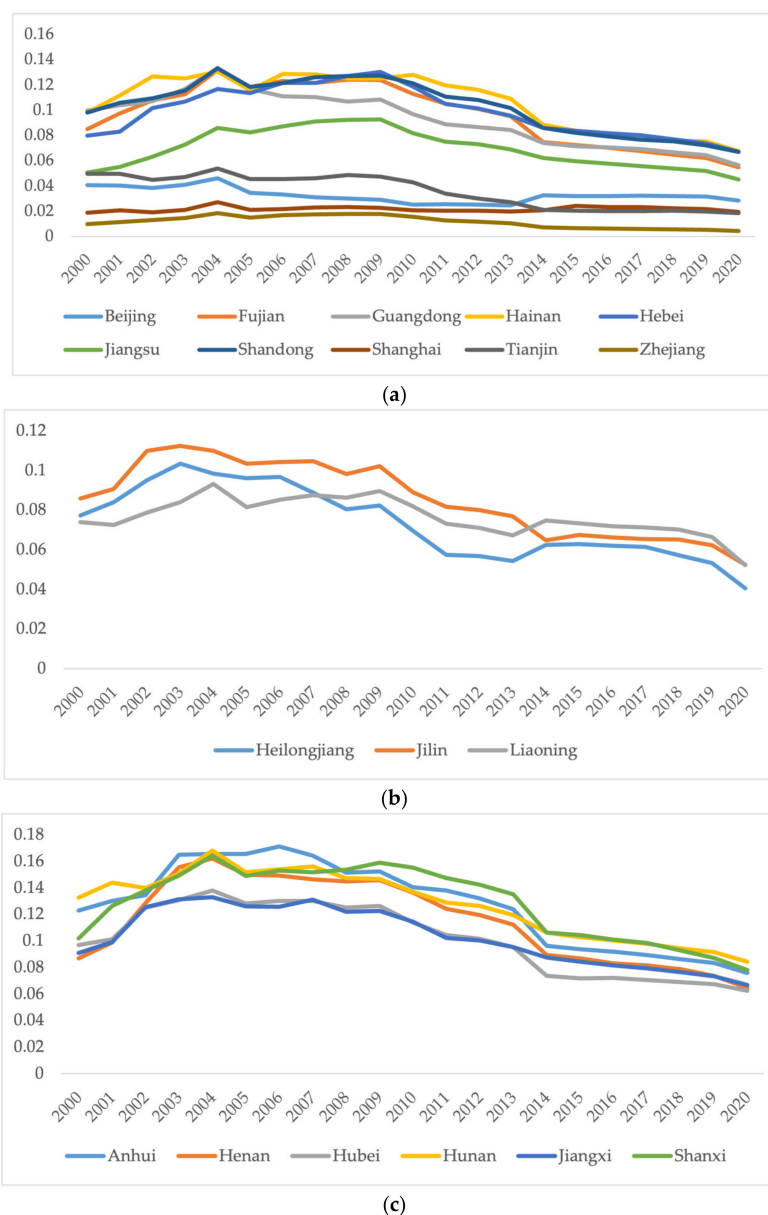 0.16
0.14
0.12
0.1
0.08
0.06
0.04
0.02
0
2000 2001 2002 2003 2004 2005 2006 2007 2008 2009 2010 2011 2012 2013 2014 2015 2016 2017 2018 2019 2020
Beijing Fujian Guangdong Hainan Hebei
Jiangsu Shandong Shanghai Tianjin Zhejiang
(a)
0.12
0.1
0.08
0.06
0.04
0.02
0
2000 2001 2002 2003 2004 2005 2006 2007 2008 2009 2010 2011 2012 2013 2014 2015 2016 2017 2018 2019 2020
Heilongjiang Jilin Liaoning
(b)
0.18
0.16
0.14
0.12
0.1
0.08
0.06
0.04
0.02
0
2000 2001 2002 2003 2004 2005 2006 2007 2008 2009 2010 2011 2012 2013 2014 2015 2016 2017 2018 2019 2020
Anhui Henan Hubei Hunan Jiangxi Shanxi
(c)